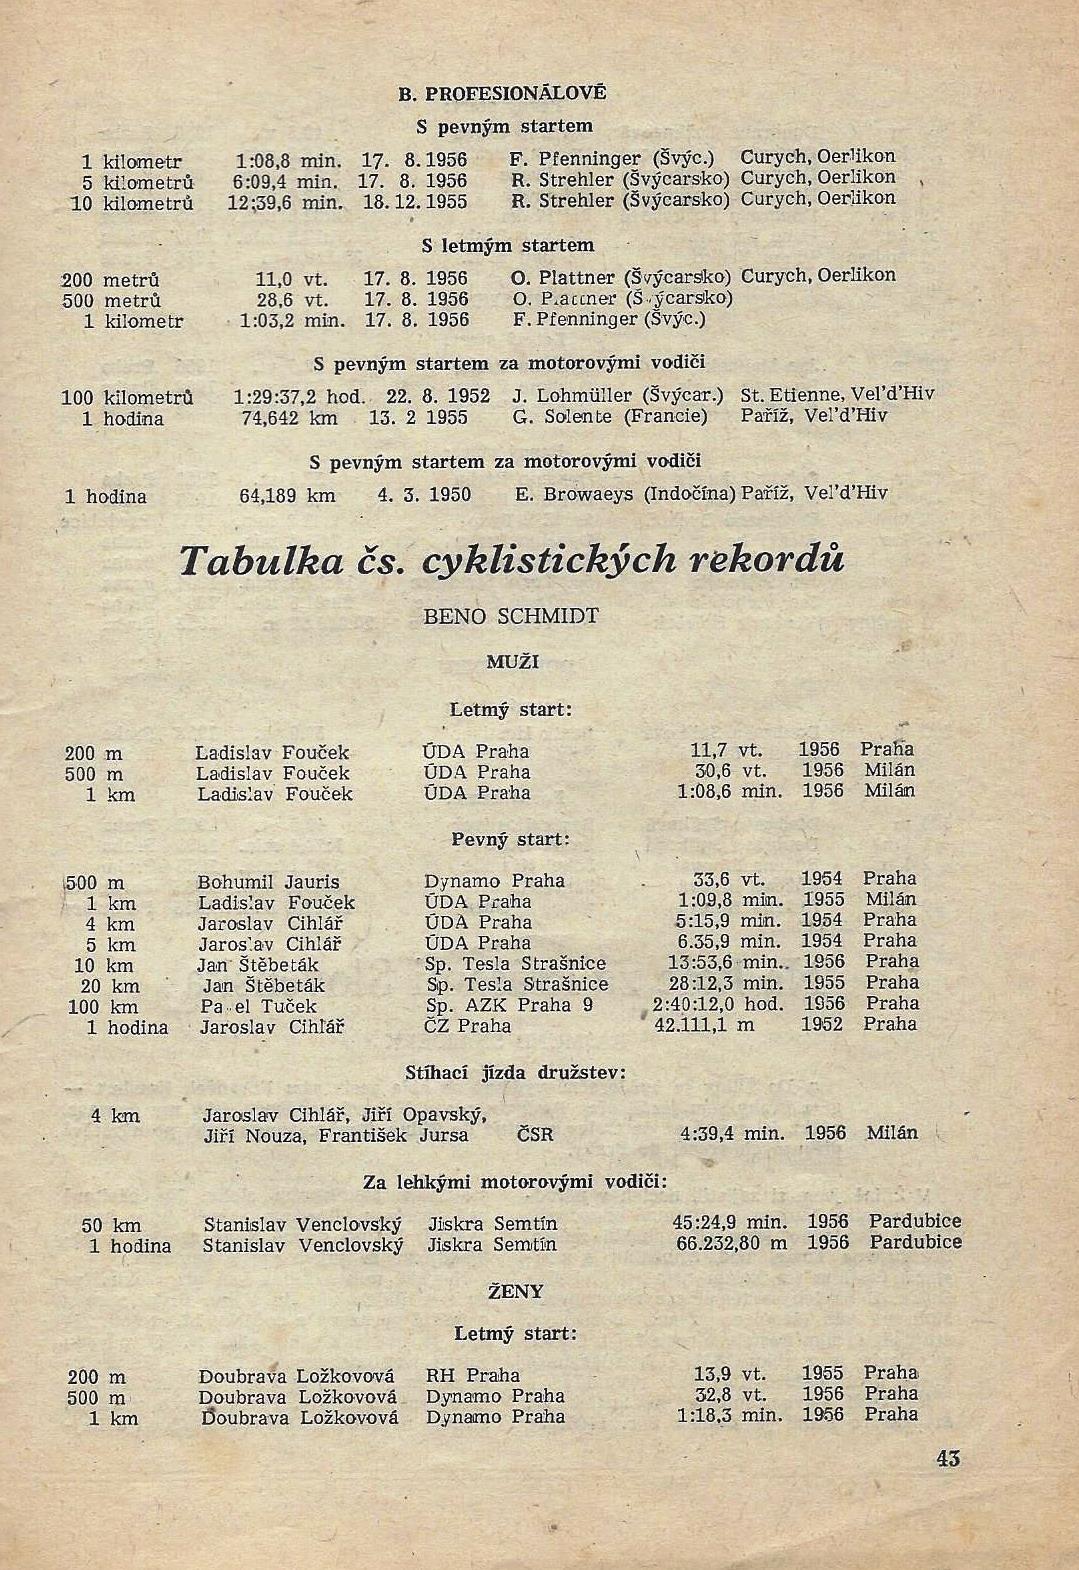 B. PROFESIONÁLOVÉ
S pevným startem
1 kilometr 1:08,8 min. 17. 8. 1956 F. Pfenninger (Švýc.) Curych, Oerlikon
5 kilometrů 6:09,4 min. 17. 8. 1956 R. Strehler (Švýcarsko) Curych, Oerlikon
10 kilometrů 12:39,6 min. 18. 12. 1955 R. Strehler (Švýcarsko) Curych, Oerlikon
S letmým startem
200 metrů 11,0 vt. 17. 8. 1956 O. Plattner (Švýcarsko) Curych, Oerlikon
500 metrů 28,6 vt. 17. 8. 1956 O. Plattner (Švýcarsko)
1 kilometr 1:03,2 min. 17. 8. 1956 F. Pfenninger (Švýc.)
S pevným startem za motorovými vodiči
100 kilometrů 1:29:37,2 hod. 22. 8. 1952 J. Lohmüller (Švýcar.) St. Etienne, Vel'd'Hiv
1 hodina 74,642 km 13. 2 1955 G. Solente (Francie) Paříž, Vel'd'Hiv
S pevným startem za motorovými vodiči
1 hodina 64,189 km 4. 3. 1950 E. Browaeys (Indočína) Paříž, Vel'd'Hiv
Tabulka čs. cyklistických rekordů
BENO SCHMIDT
MUŽI
Letmý start:
200 m Ladislav Fouček ÚDA Praha 11,7 vt. 1956 Praha
500 m Ladislav Fouček ÚDA Praha 30,6 vt. 1956 Milán
1 km Ladislav Fouček ÚDA Praha 1:08,6 min. 1956 Milán
Pevný start:
500 m Bohumil Jauris Dynamo Praha 33,6 vt. 1954 Praha
1 km Ladislav Fouček ÚDA Praha 1:09,8 min. 1955 Milán
4 km Jaroslav Cihlář ÚDA Praha 5:15,9 min. 1954 Praha
5 km Jaroslav Cihlář ÚDA Praha 6.35,9 min. 1954 Praha
10 km Jan Štěbeták Sp. Tesla Strašnice 13:53,6 min. 1956 Praha
20 km Jan Štěbeták Sp. Tesla Strašnice 28:12,3 min. 1955 Praha
100 km Pavel Tuček Sp. AZK Praha 9 2:40:12,0 hod. 1956 Praha
1 hodina Jaroslav Cihlář ČZ Praha 42.111,1 m 1952 Praha
Stíhací jízda družstev:
4 km Jaroslav Cihlář, Jiří Opavský,
Jiří Nouza, František Jursa ČSR 4:39,4 min. 1956 Milán
Za lehkými motorovými vodiči:
50 km Stanislav Venclovský Jiskra Semtín 45:24,9 min. 1956 Pardubice
1 hodina Stanislav Venclovský Jiskra Semtín 66.232,80 m 1956 Pardubice
ŽENY
Letmý start:
200 m Doubrava Ložkovová RH Praha 13,9 vt. 1955 Praha
500 m Doubrava Ložkovová Dynamo Praha 32,8 vt. 1956 Praha
1 km Doubrava Ložkovová Dynamo Praha 1:18,3 min. 1956 Praha
43